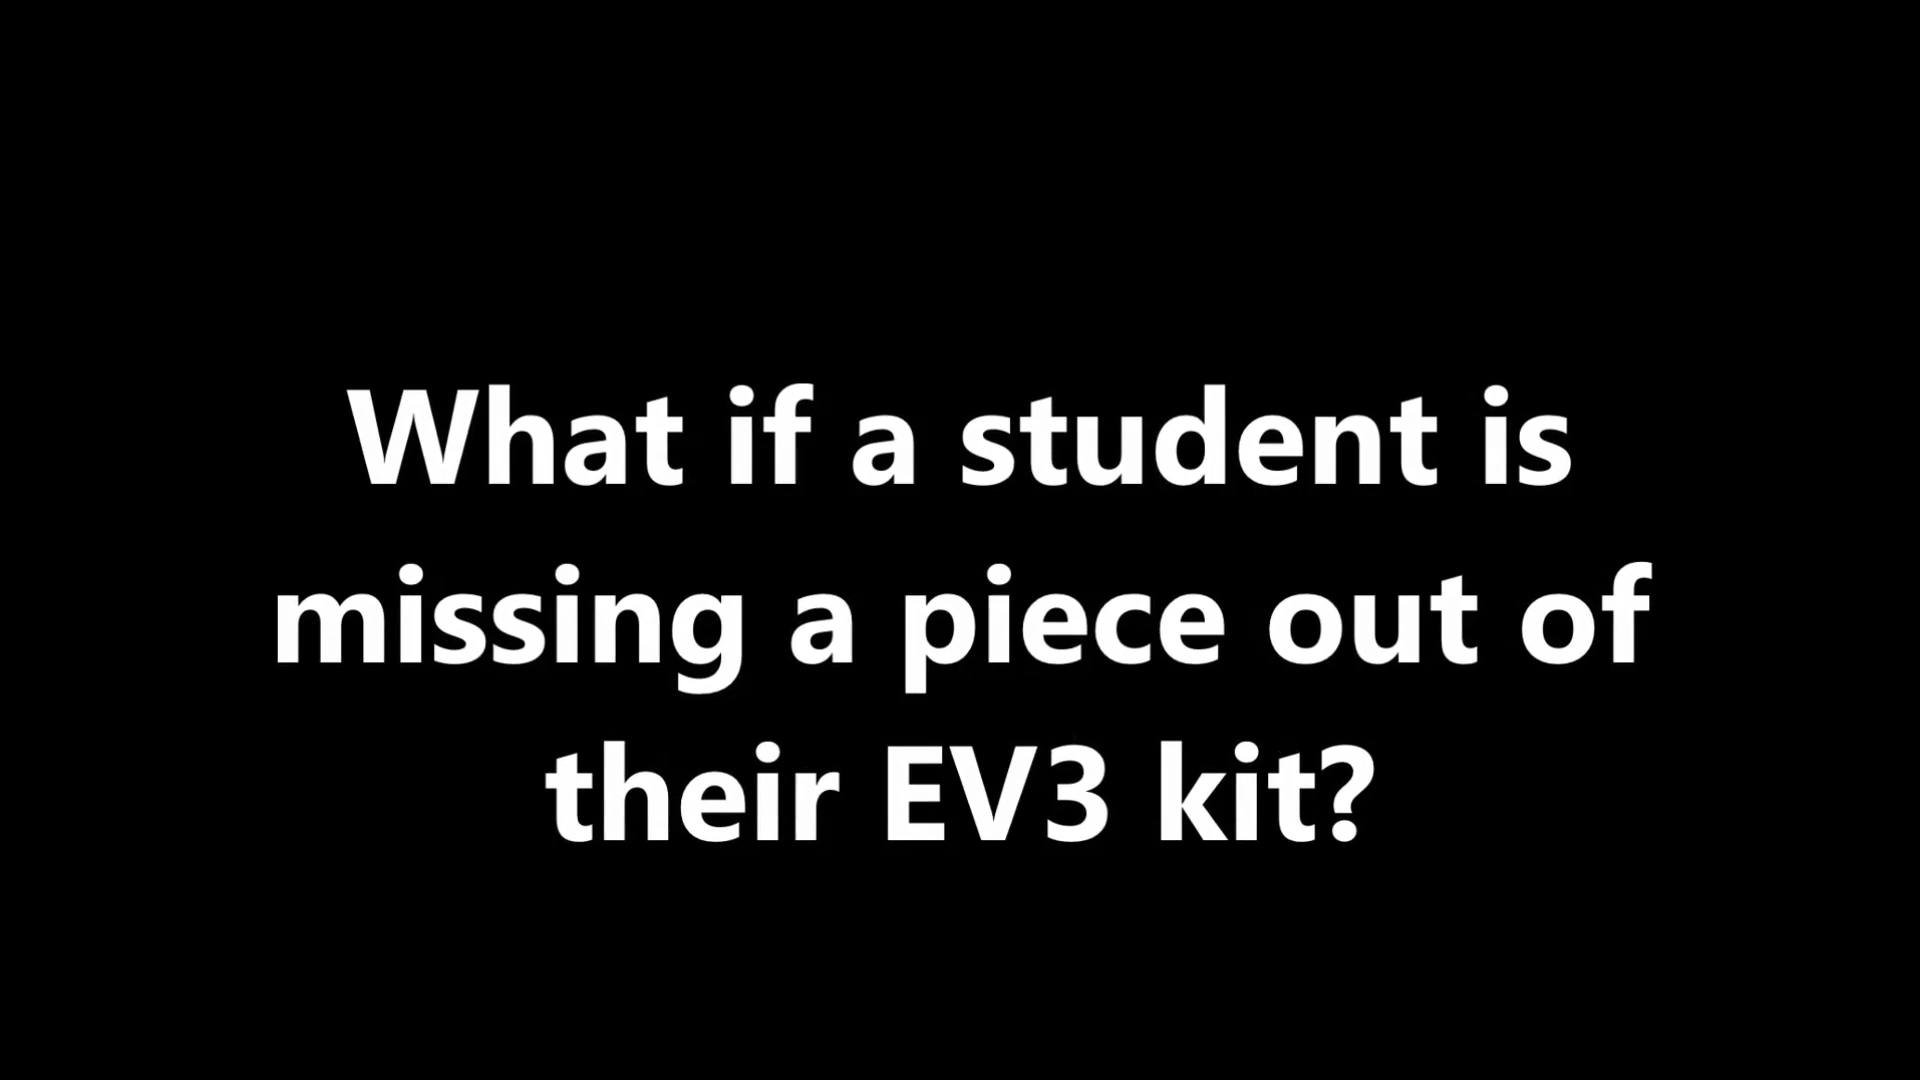 What if a student is
missing a piece out of
their EV3 kit?